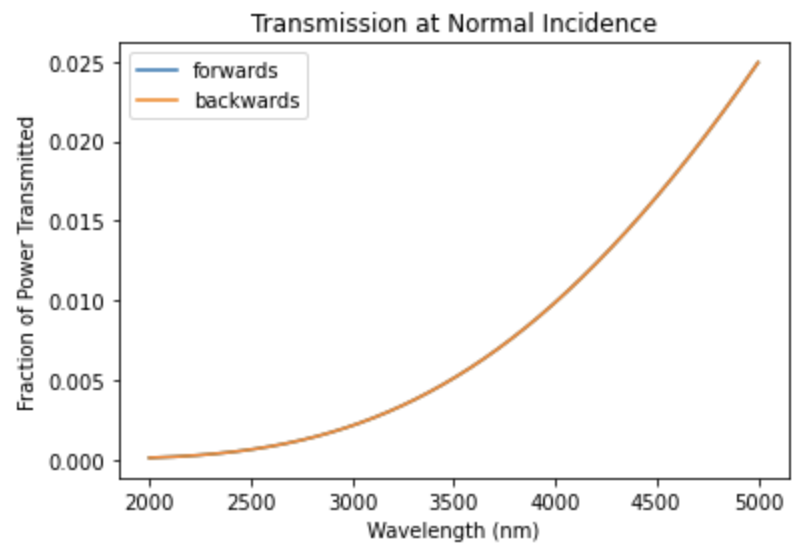 Transmission at Normal Incidence
forwards
backwards
Fraction of Power Transmitted
0.025
0.020
0.015
0.010
0.005
0.000
2000 2500 3000 3500 4000 4500 5000
Wavelength (nm)